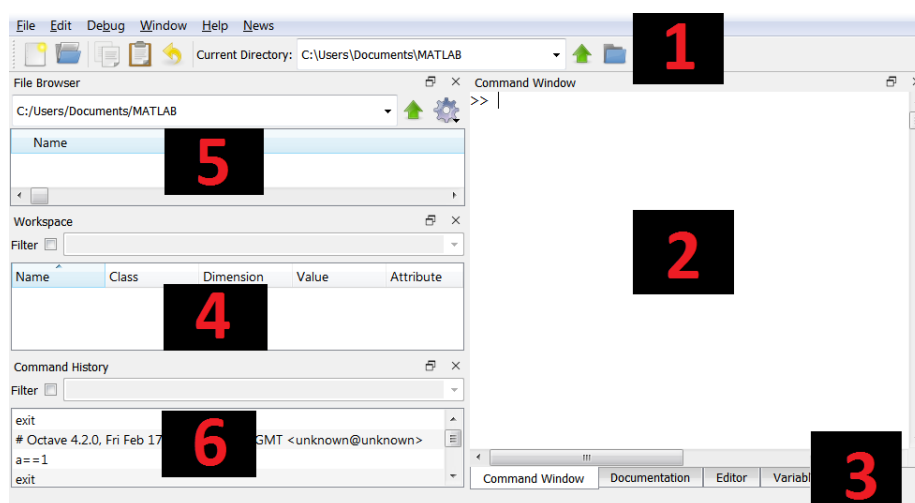 File Edit Debug Window Help News
Current Directory: C:\Users\Documents\MATLAB
1
File Browser
C:/Users/Documents/MATLAB
Name
5
Workspace
Filter
Name Class Dimension Value Attribute
4
Command History
Filter
exit
# Octave 4.2.0, Fri Feb 17 GMT <unknown@unknown>
a==1
exit
6
Command Window
>>
2
Command Window Documentation Editor Variabl
3